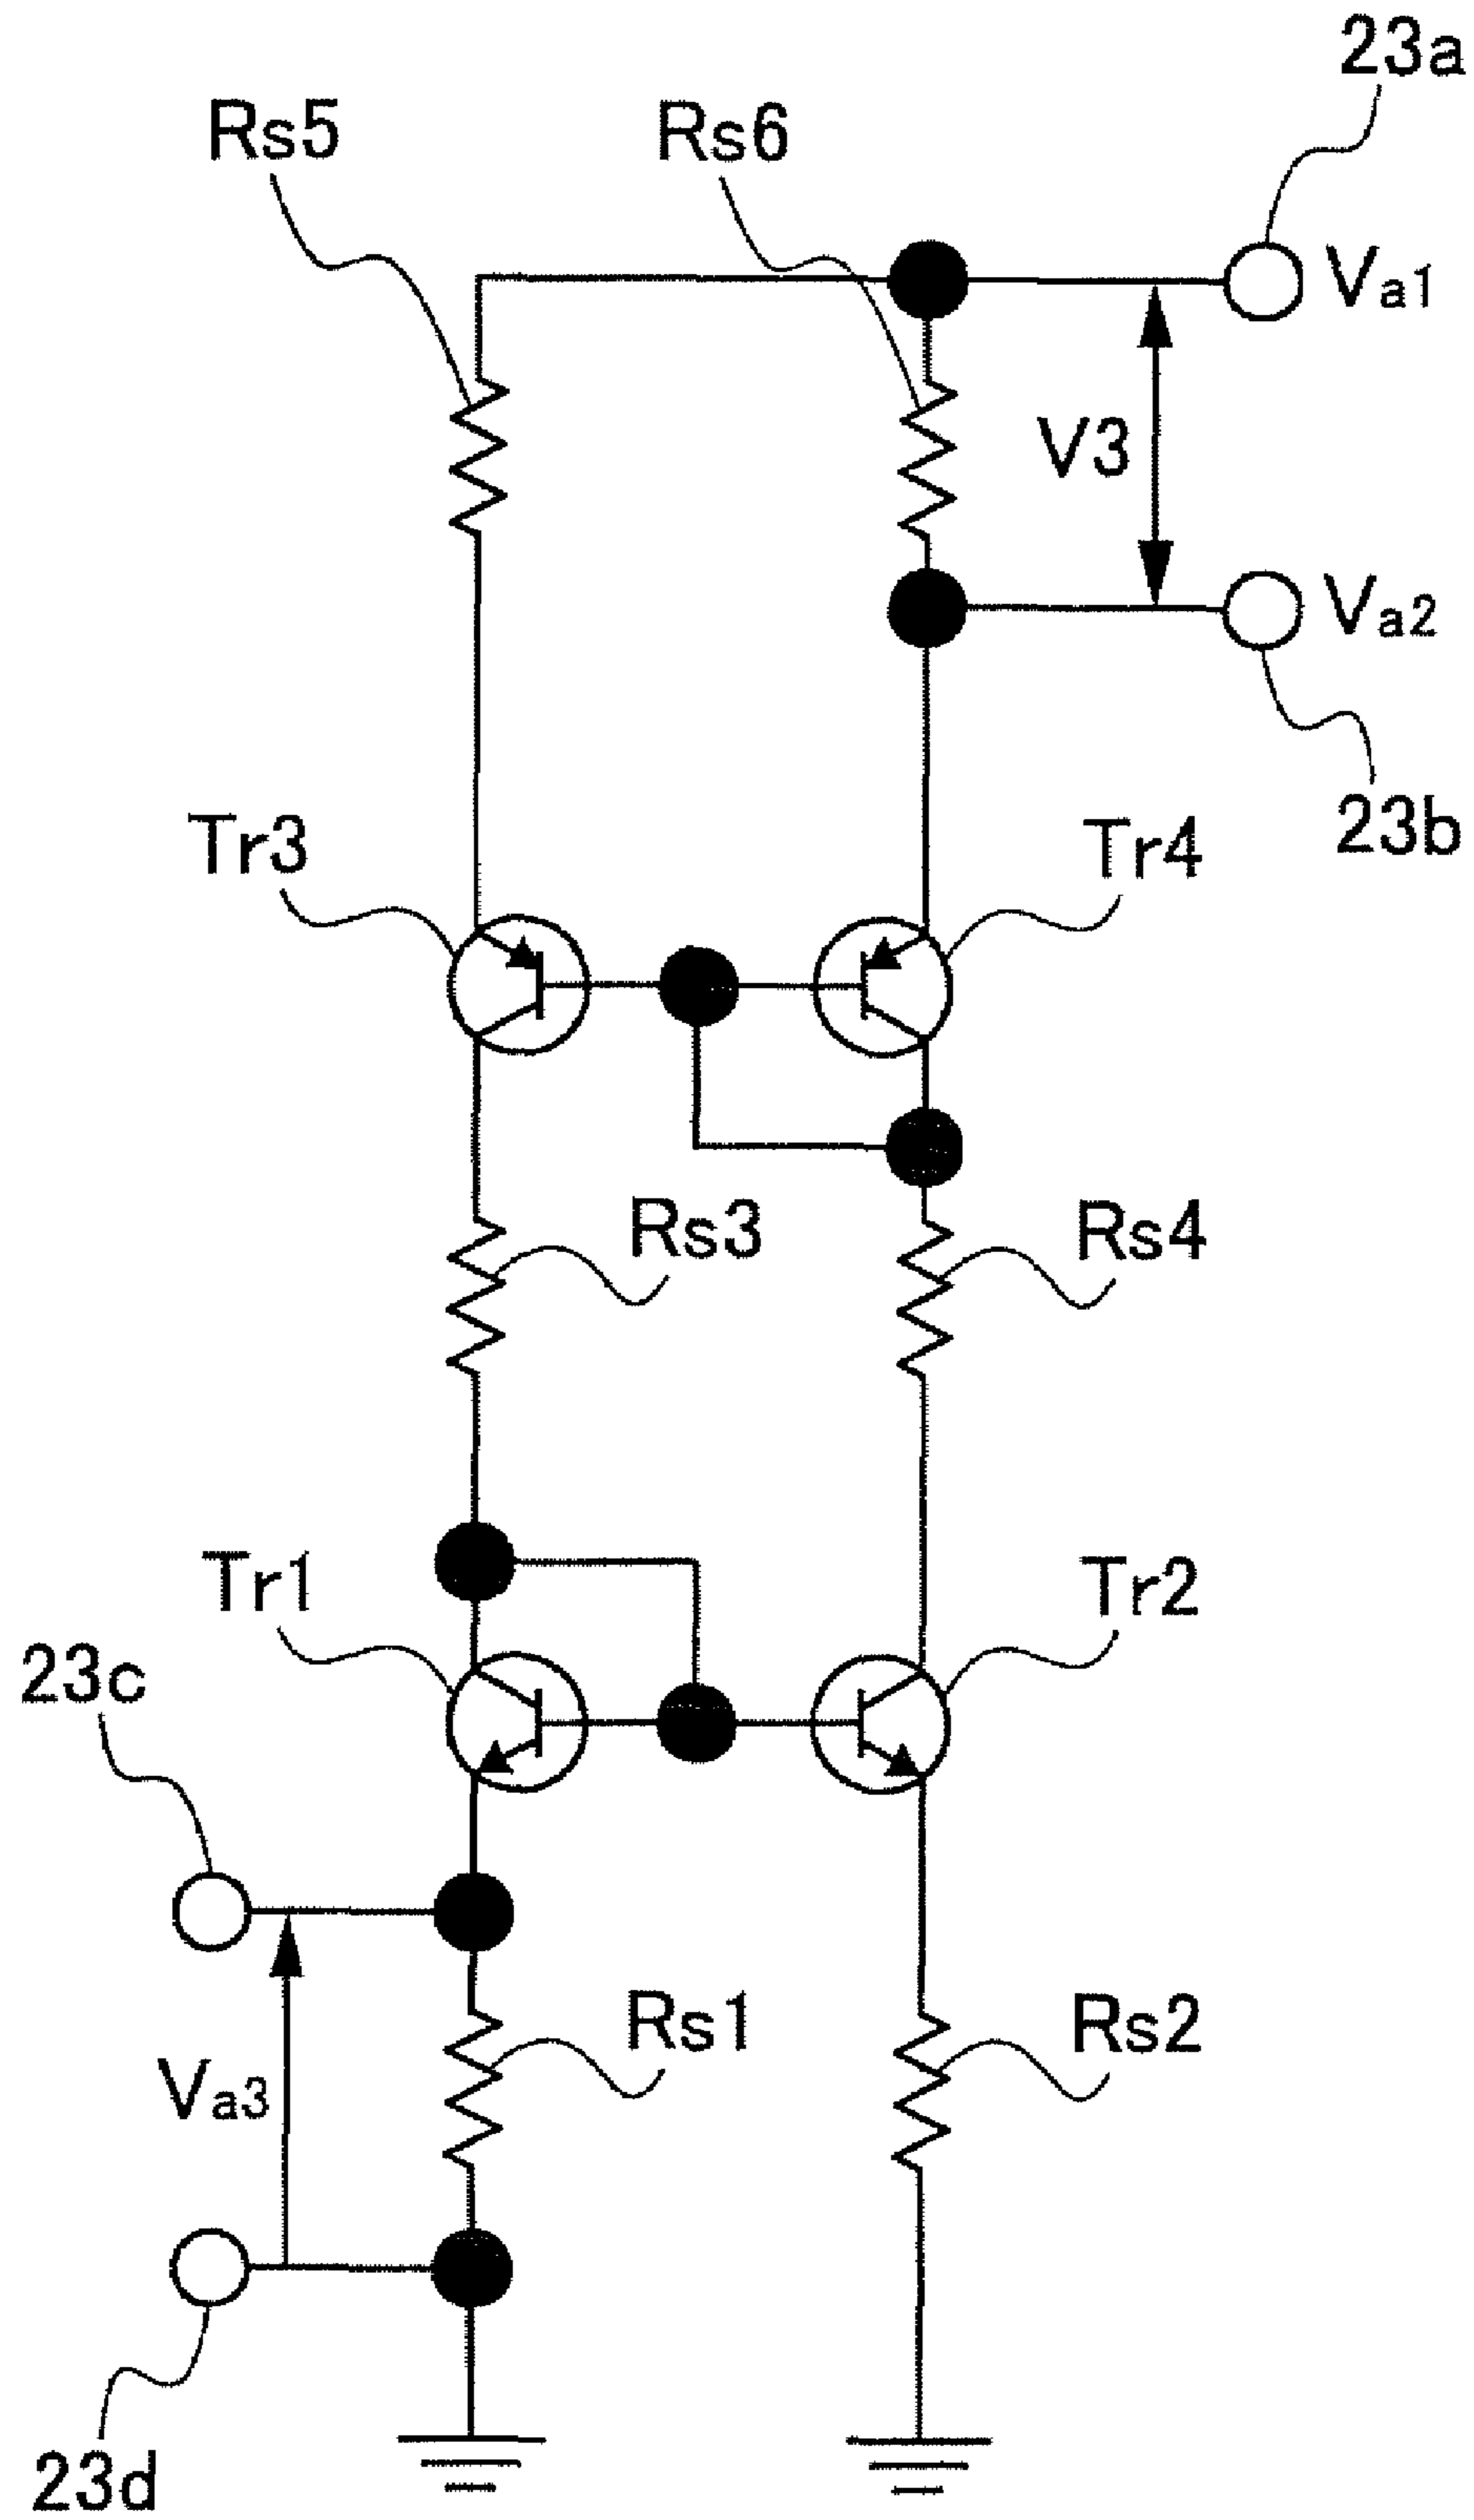 23a
Rs5
Rs6
Va1
V3
Va2
23b
Tr3
Tr4
Rs3
Rs4
Tr1
Tr2
23c
Rs1
Rs2
Va3
23d